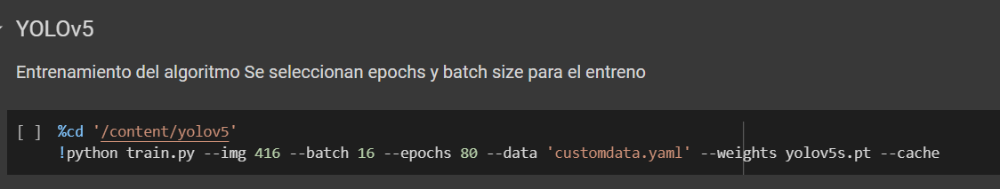 YOLOv5
Entrenamiento del algoritmo Se seleccionan epochs y batch size para el entreno
[ ] %cd '/content/yolov5'
!python train.py --img 416 --batch 16 --epochs 80 --data 'customdata.yaml' --weights yolov5s.pt --cache